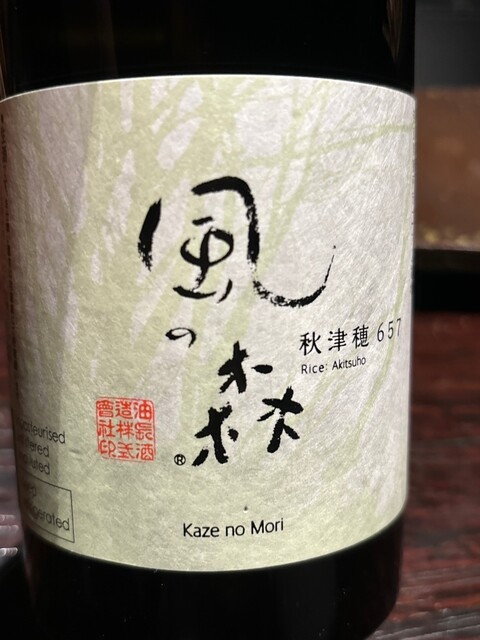 風の森
秋津穂 657
Rice: Akitsuho
油長酒
造株式
會社印
®
Kaze no Mori